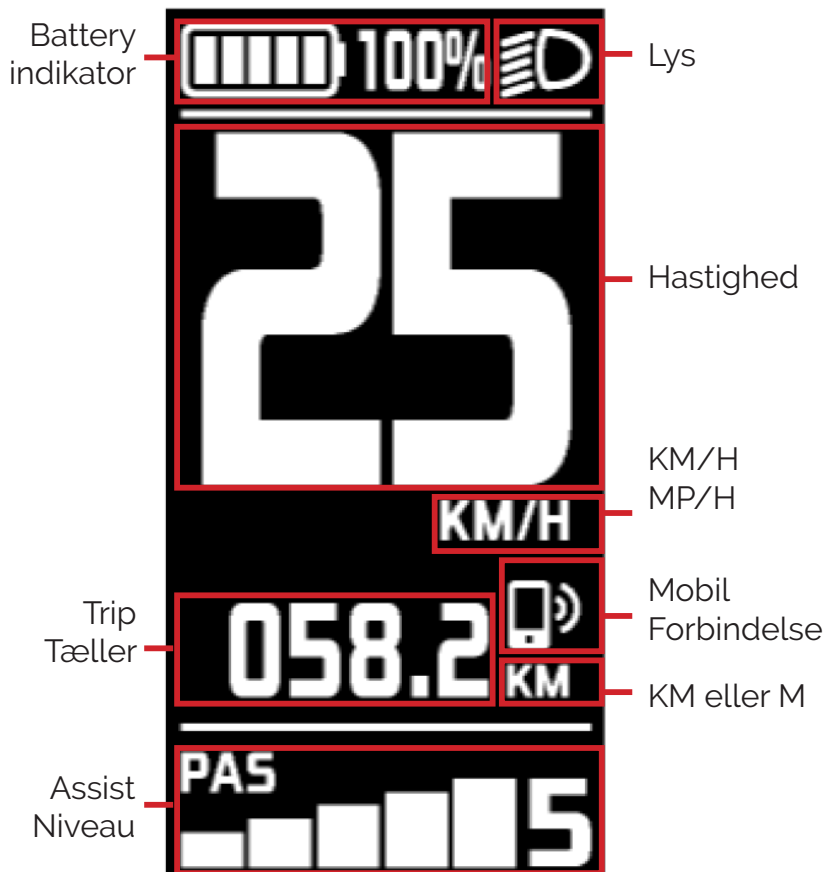 Battery
indikator
100%
Lys
25
Hastighed
KM/H
KM/H
MP/H
Trip
Tæller
058.2
Mobil
Forbindelse
KM
KM eller M
Assist
Niveau
PAS
5